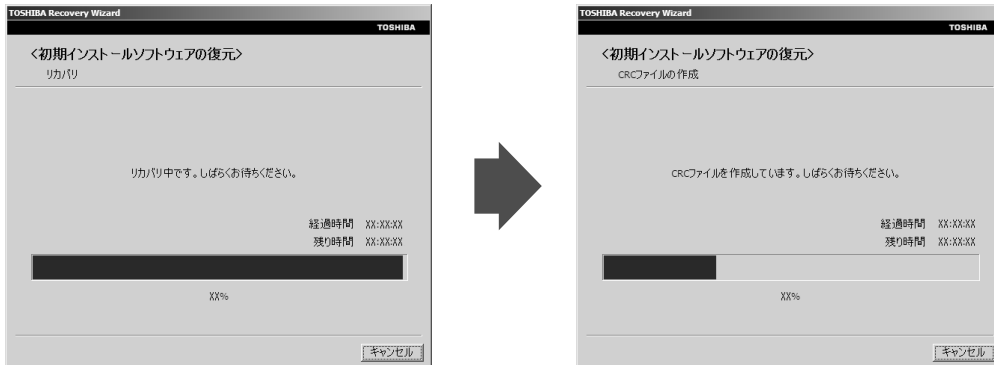 TOSHIBA Recovery Wizard
TOSHIBA
<初期インストールソフトウェアの復元>
リカバリ
リカバリ中です。しばらくお待ちください。
経過時間 XX:XX:XX
残り時間 XX:XX:XX
XX%
キャンセル
TOSHIBA Recovery Wizard
TOSHIBA
<初期インストールソフトウェアの復元>
CRCファイルの作成
CRCファイルを作成しています。しばらくお待ちください。
経過時間 XX:XX:XX
残り時間 XX:XX:XX
XX%
キャンセル